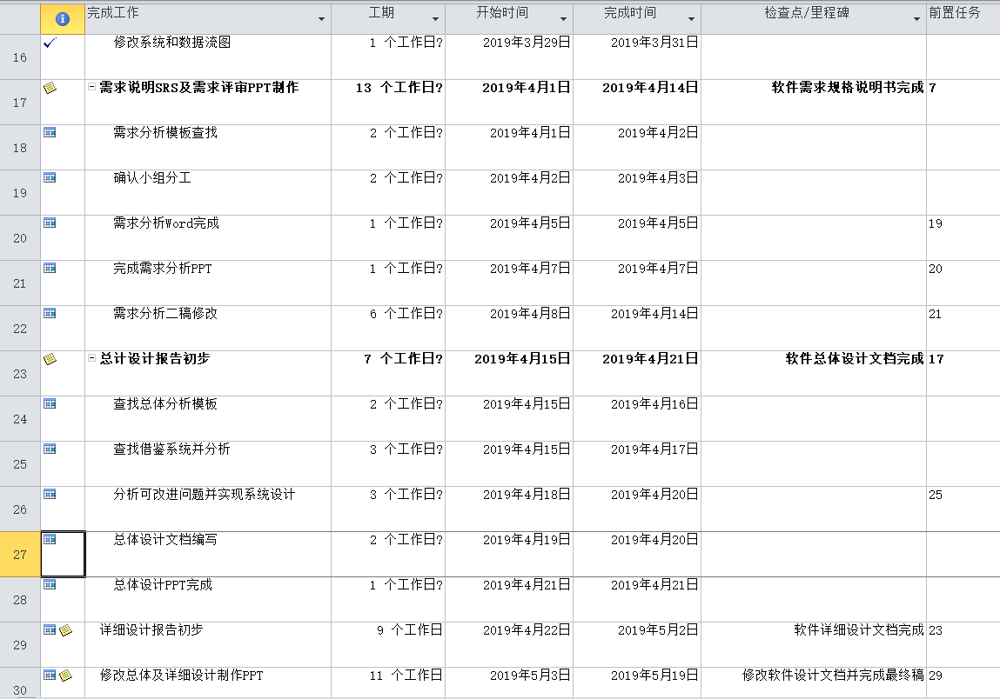 完成工作 工期 开始时间 完成时间 检查点/里程碑 前置任务
16 修改系统和数据流图 1 个工作日? 2019年3月29日 2019年3月31日
17 需求说明SRS及需求评审PPT制作 13 个工作日? 2019年4月1日 2019年4月14日 软件需求规格说明书完成 7
18 需求分析模板查找 2 个工作日? 2019年4月1日 2019年4月2日
19 确认小组分工 2 个工作日? 2019年4月2日 2019年4月3日
20 需求分析Word完成 1 个工作日? 2019年4月5日 2019年4月5日 19
21 完成需求分析PPT 1 个工作日? 2019年4月7日 2019年4月7日 20
22 需求分析二稿修改 6 个工作日? 2019年4月8日 2019年4月14日 21
23 总计设计报告初步 7 个工作日? 2019年4月15日 2019年4月21日 软件总体设计文档完成 17
24 查找总体分析模板 2 个工作日? 2019年4月15日 2019年4月16日
25 查找借鉴系统并分析 3 个工作日? 2019年4月15日 2019年4月17日
26 分析可改进问题并实现系统设计 3 个工作日? 2019年4月18日 2019年4月20日 25
27 总体设计文档编写 2 个工作日? 2019年4月19日 2019年4月20日
28 总体设计PPT完成 1 个工作日? 2019年4月21日 2019年4月21日
29 详细设计报告初步 9 个工作日 2019年4月22日 2019年5月2日 软件详细设计文档完成 23
30 修改总体及详细设计制作PPT 11 个工作日 2019年5月3日 2019年5月19日 修改软件设计文档并完成最终稿 29